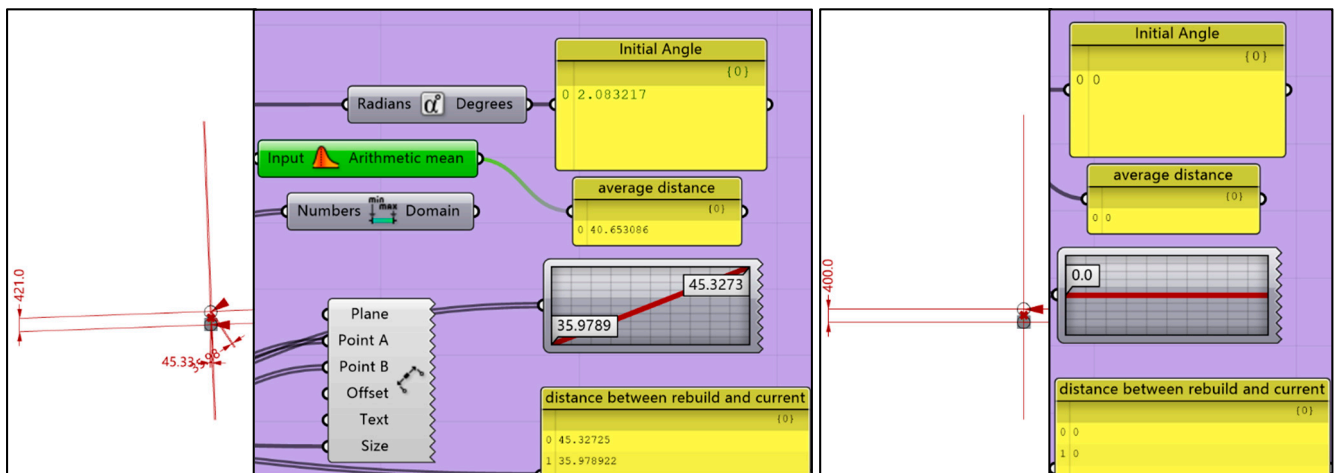 421.0
45.33
35.98
Radians
Degrees
Initial Angle
{0}
0 2.083217
Input
Arithmetic mean
average distance
{0}
0 40.653086
Numbers
min
max
Domain
45.3273
35.9789
Plane
Point A
Point B
Offset
Text
Size
distance between rebuild and current
{0}
0 45.32725
1 35.978922
400.0
Initial Angle
{0}
0 0
average distance
{0}
0 0
0.0
distance between rebuild and current
{0}
0 0
1 0